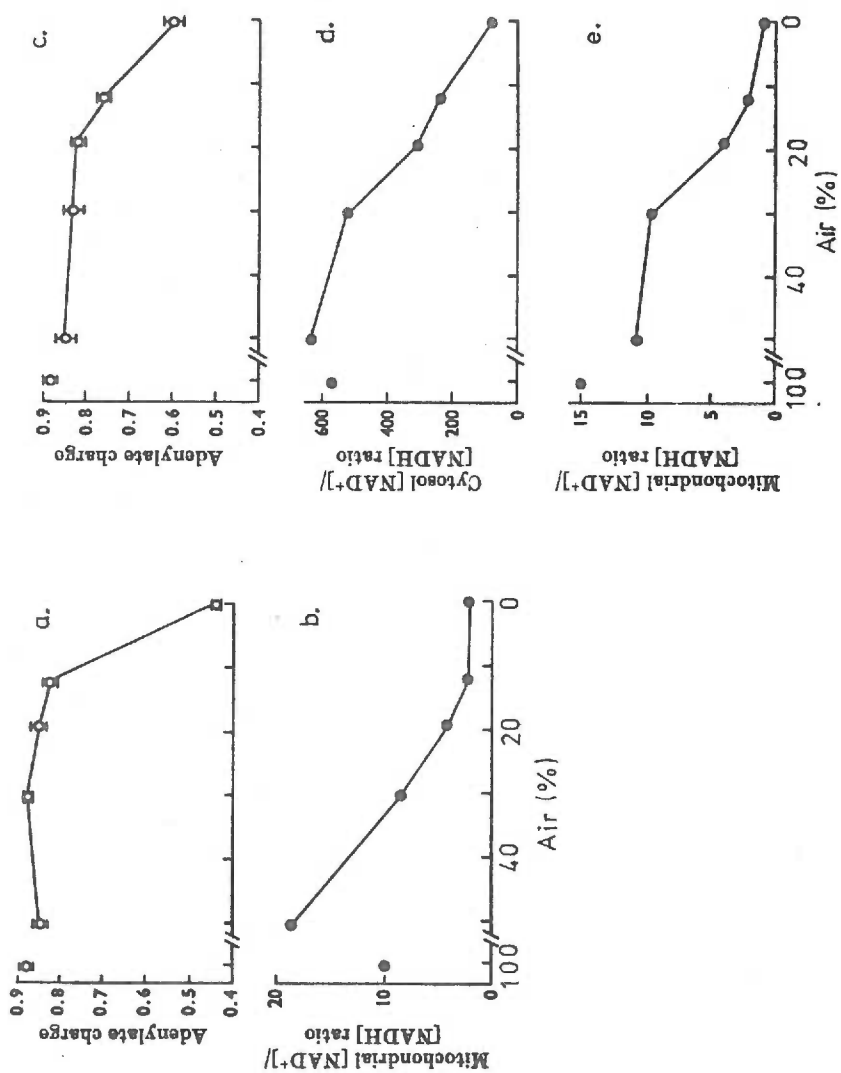 a.
0.9
0.8
0.7
0.6
0.5
0.4
Adenylate charge
b.
20
10
0
Mitochondrial [NAD⁺]/
[NADH] ratio
100
40
20
0
Air (%)
c.
0.9
0.8
0.7
0.6
0.5
0.4
Adenylate chargo
d.
600
400
200
0
Cytosol [NAD⁺]/
[NADH] ratio
e.
15
10
5
0
Mitochondrial [NAD⁺]/
[NADH] ratio
100
40
20
0
Air (%)